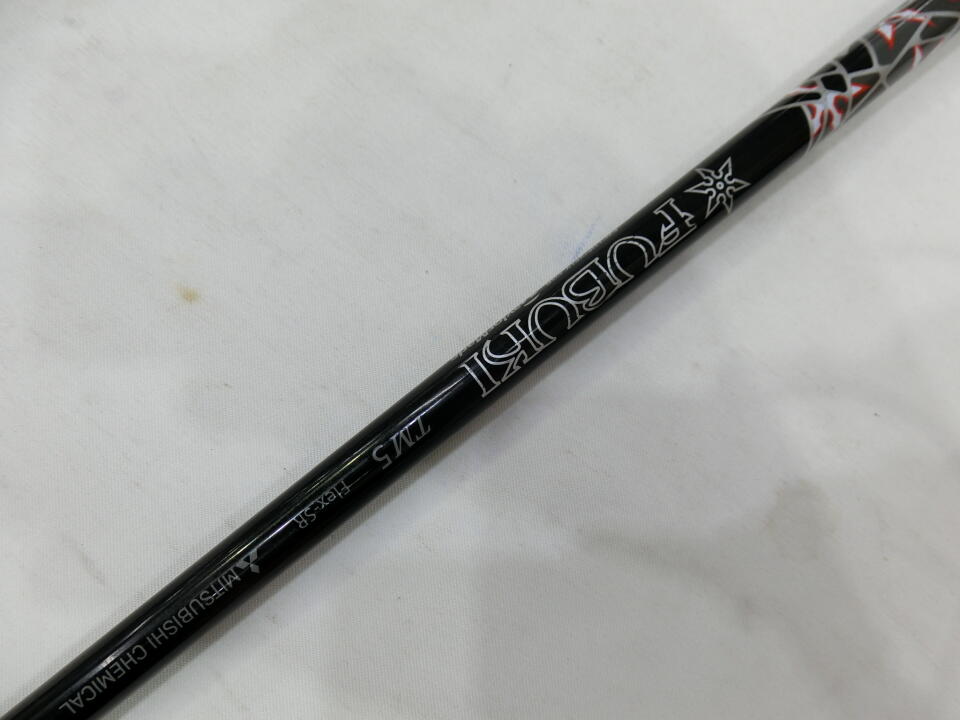 FUBUKI
TM5
Flex-SR
MITSUBISHI CHEMICAL